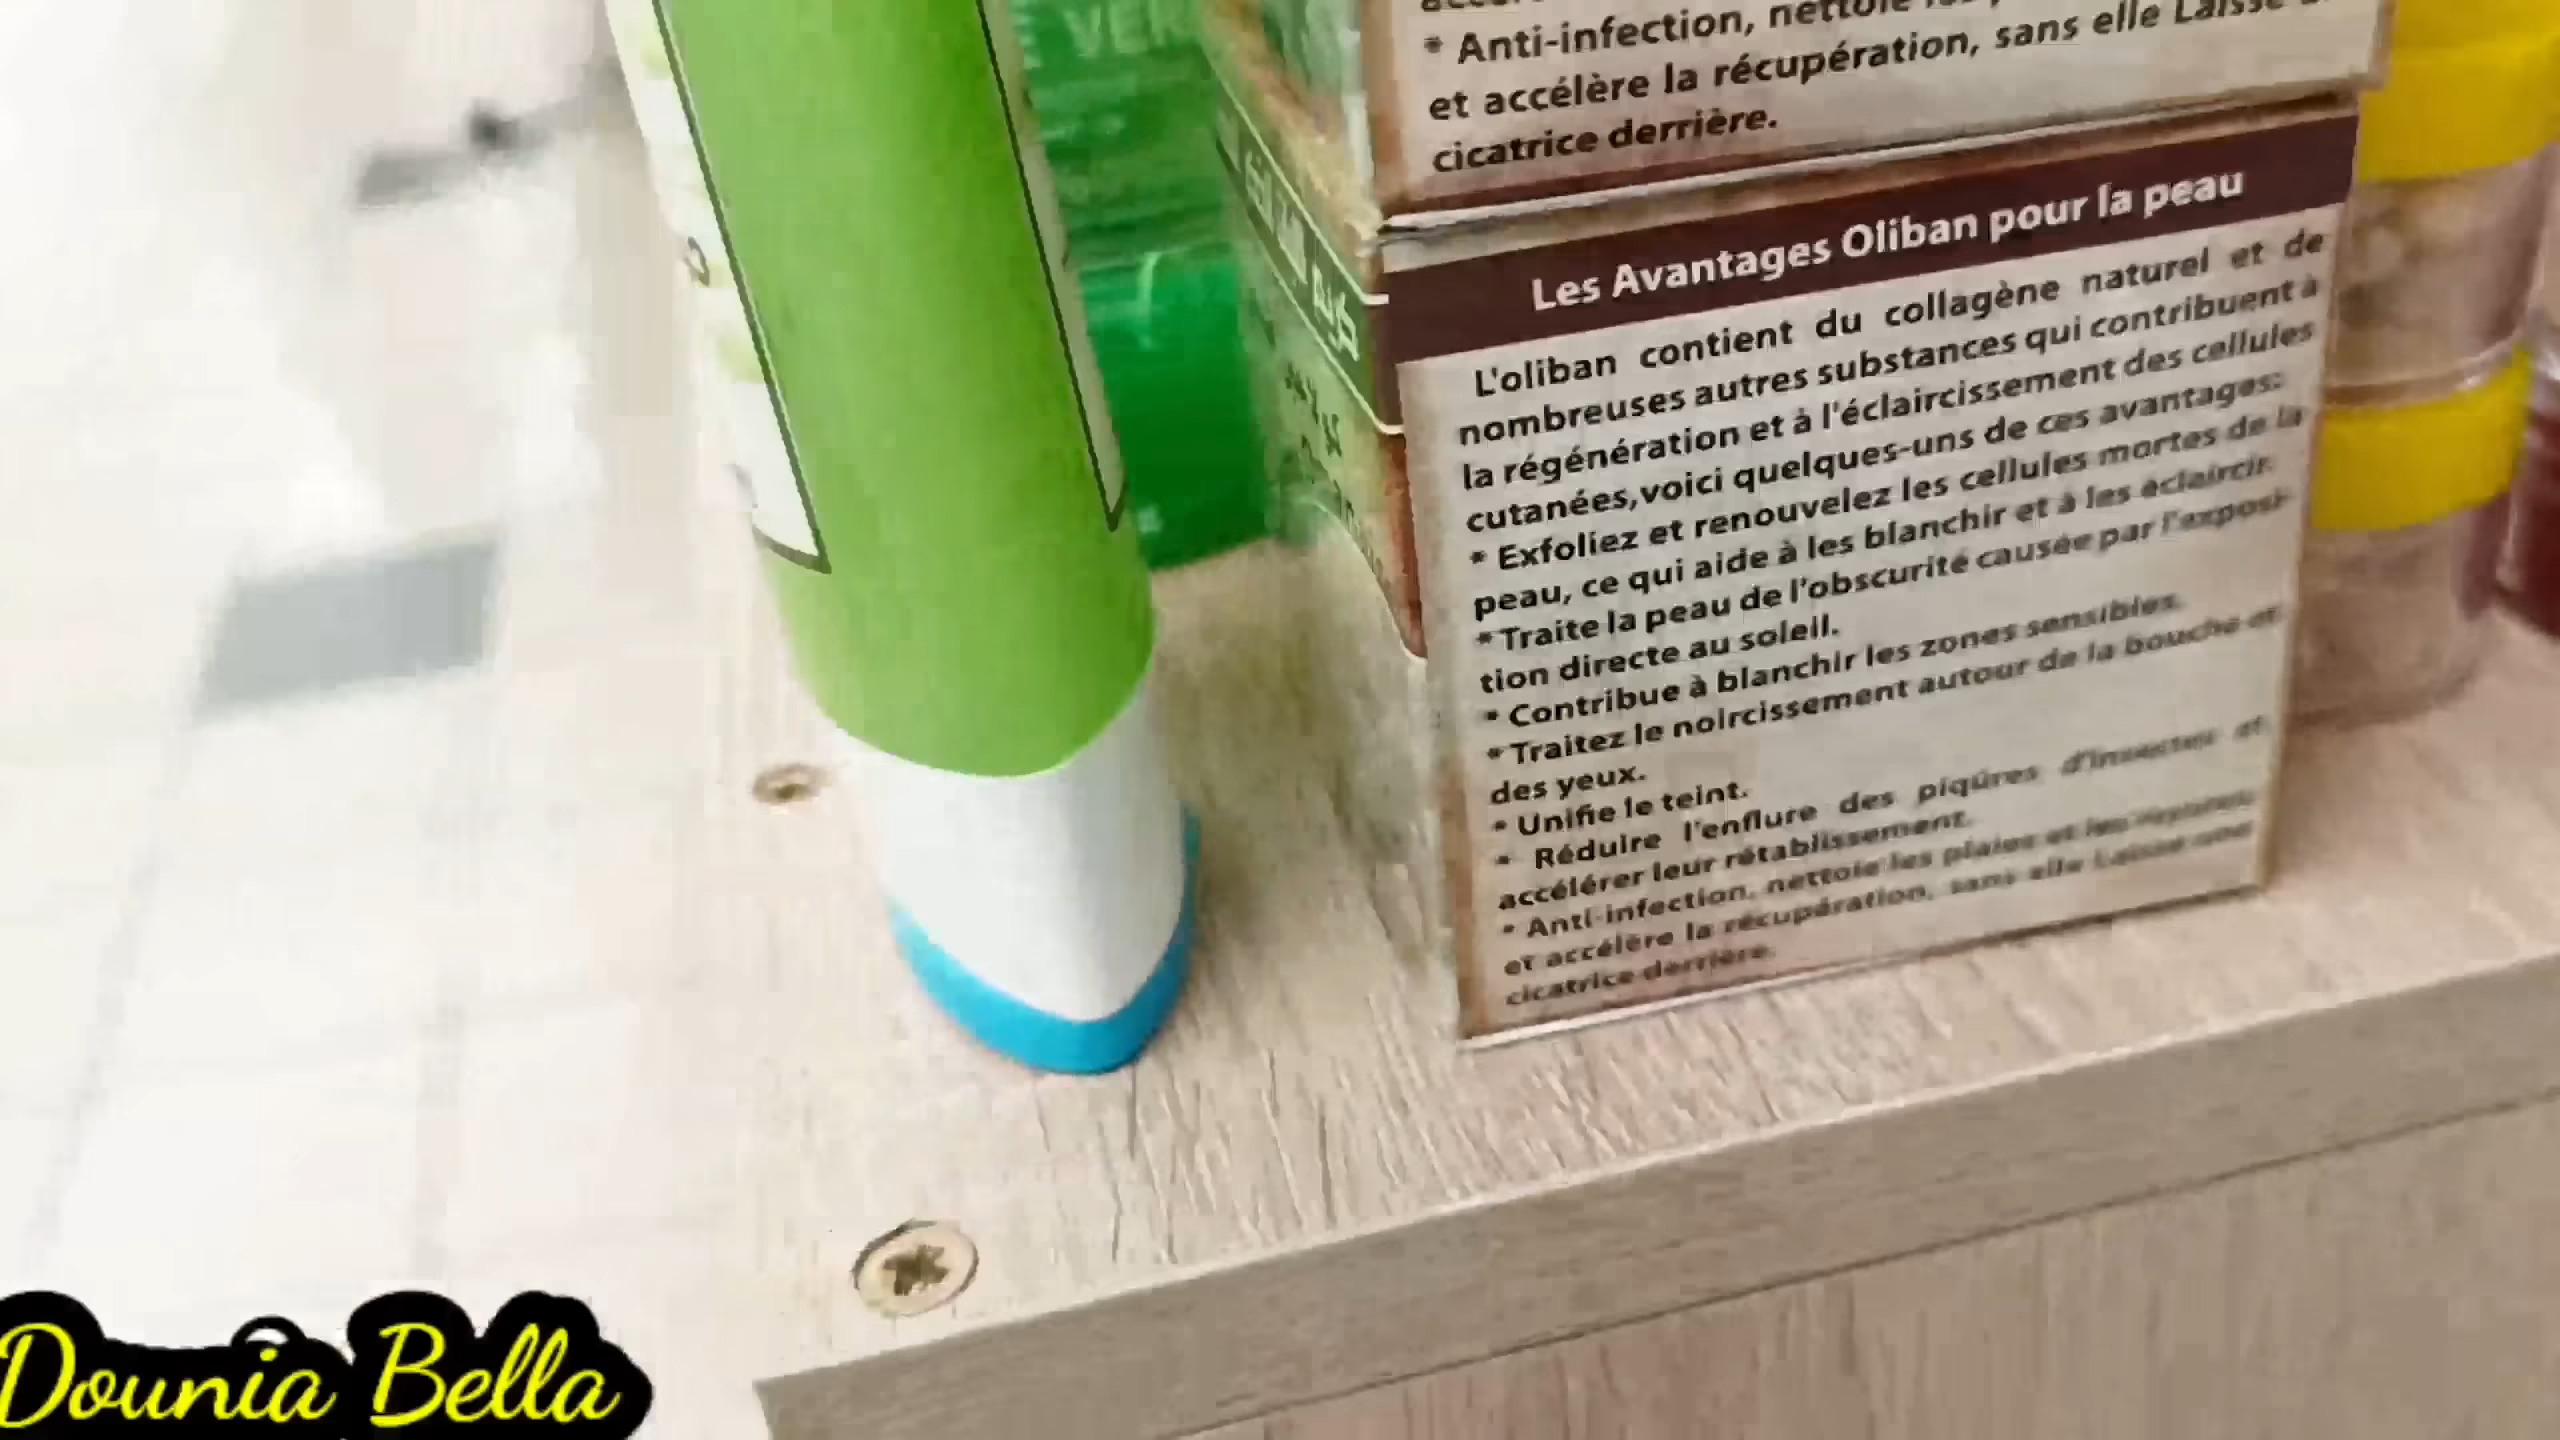 VER
* Anti-infection, nettoie
et accélère la récupération, sans elle Laisse
cicatrice derrière.
Les Avantages Oliban pour la peau
L'oliban contient du collagène naturel et de
nombreuses autres substances qui contribuent à
la régénération et à l'éclaircissement des cellules
cutanées,voici quelques-uns de ces avantages:
* Exfoliez et renouvelez les cellules mortes de la
peau, ce qui aide à les blanchir et à les éclaircir.
* Traite la peau de l'obscurité causée par l'exposi-
tion directe au soleil.
* Contribue à blanchir les zones sensibles.
* Traitez le noircissement autour de la bouche et
des yeux.
* Unifie le teint.
* Réduire l'enflure des piqûres d'insectes et
accélérer leur rétablissement.
* Anti-infection, nettoie les plaies et les
et accélère la récupération, sans elle Laisse une
cicatrice derrière.
Dounia Bella